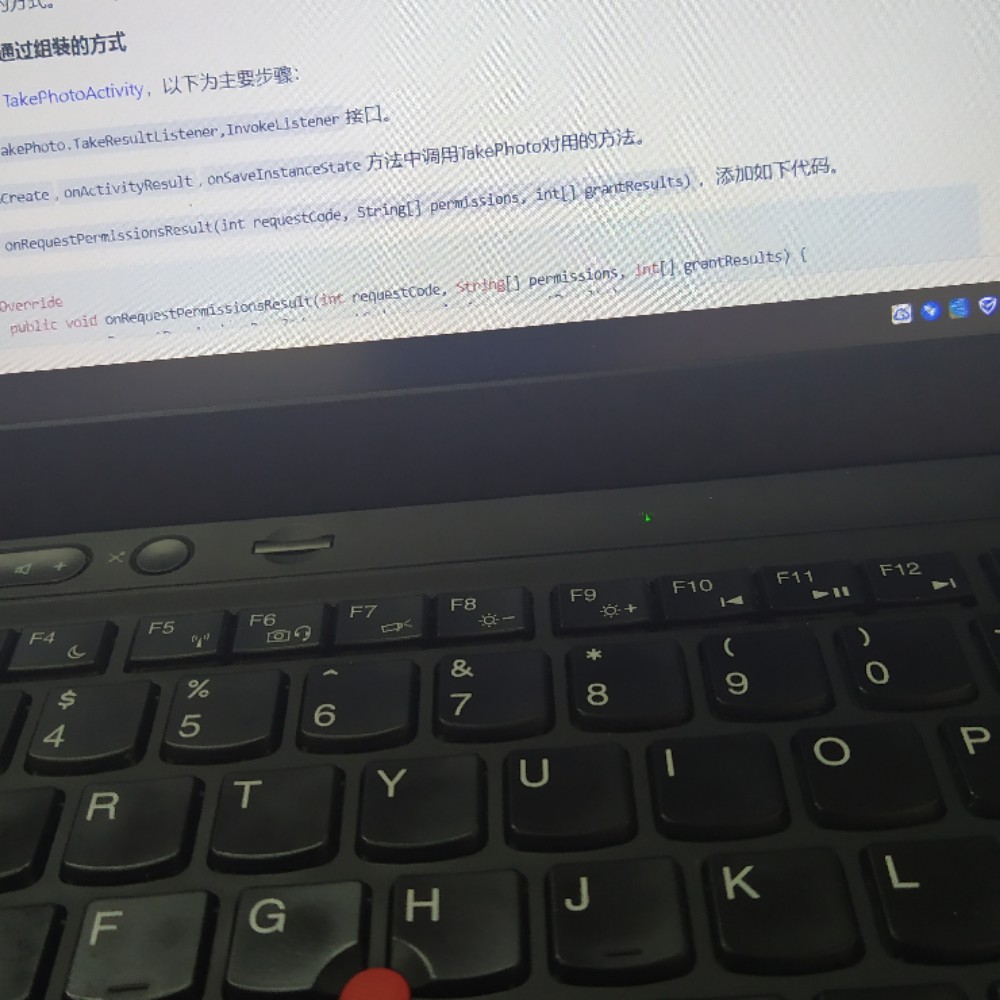 的方式。
通过组装的方式
TakePhotoActivity，以下为主要步骤：
akePhoto.TakeResultListener,InvokeListener 接口。
Create，onActivityResult，onSaveInstanceState 方法中调用TakePhoto对用的方法。
onRequestPermissionsResult(int requestCode, String[] permissions, int[] grantResults)，添加如下代码。
Override
public void onRequestPermissionsResult(int requestCode, String[] permissions, int[] grantResults) {
F4 F5 F6 F7 F8 F9 F10 F11 F12
$ % ^ & * ( )
4 5 6 7 8 9 0
R T Y U I O P
F G H J K L